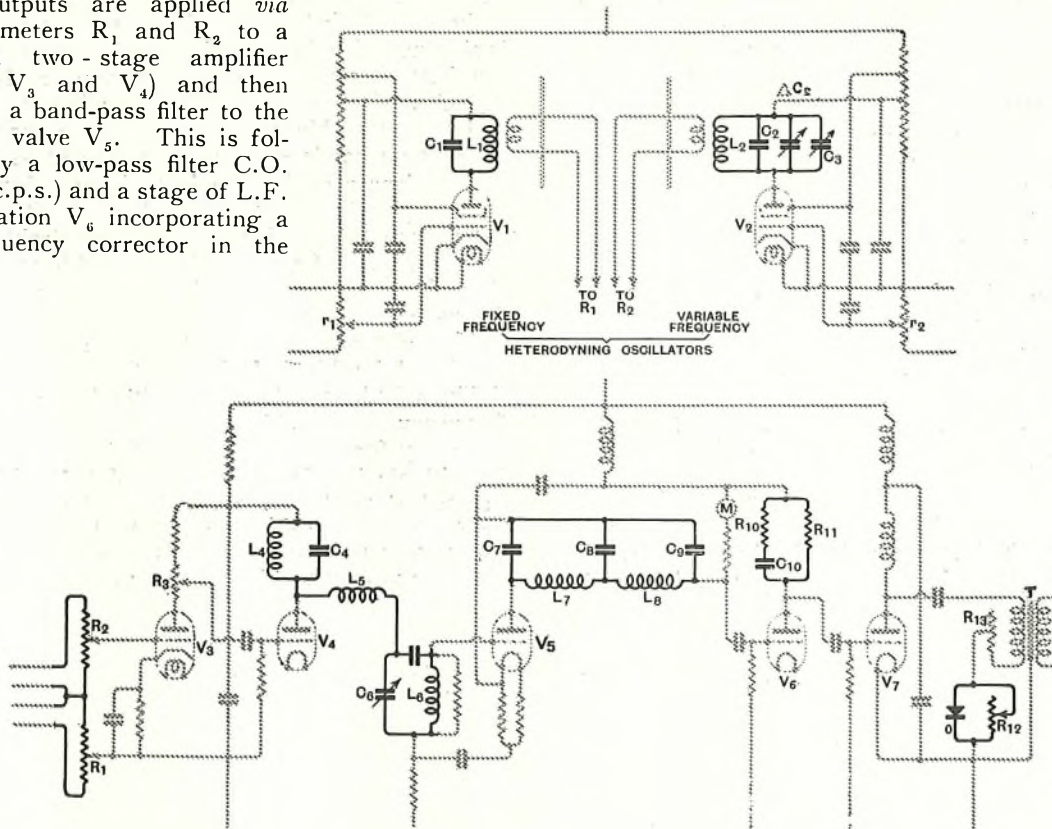 utputs are applied via
meters R₁ and R₂ to a
two - stage amplifier
V₃ and V₄) and then
a band-pass filter to the
valve V₅. This is fol-
y a low-pass filter C.O.
c.p.s.) and a stage of L.F.
ation V₆ incorporating a
uency corrector in the
ΔC₂
C₁ L₁ L₂ C₂ C₃
V₁ V₂
r₁ TO R₁ TO R₂ r₂
FIXED FREQUENCY VARIABLE FREQUENCY
HETERODYNING OSCILLATORS
L₄ C₄ C₇ C₈ C₉ M R₁₀ R₁₁
C₁₀
R₃ L₅ L₇ L₈
R₂ V₃ V₄ V₅ V₆ V₇ R₁₃ T
C₆ L₆
R₁ O R₁₂